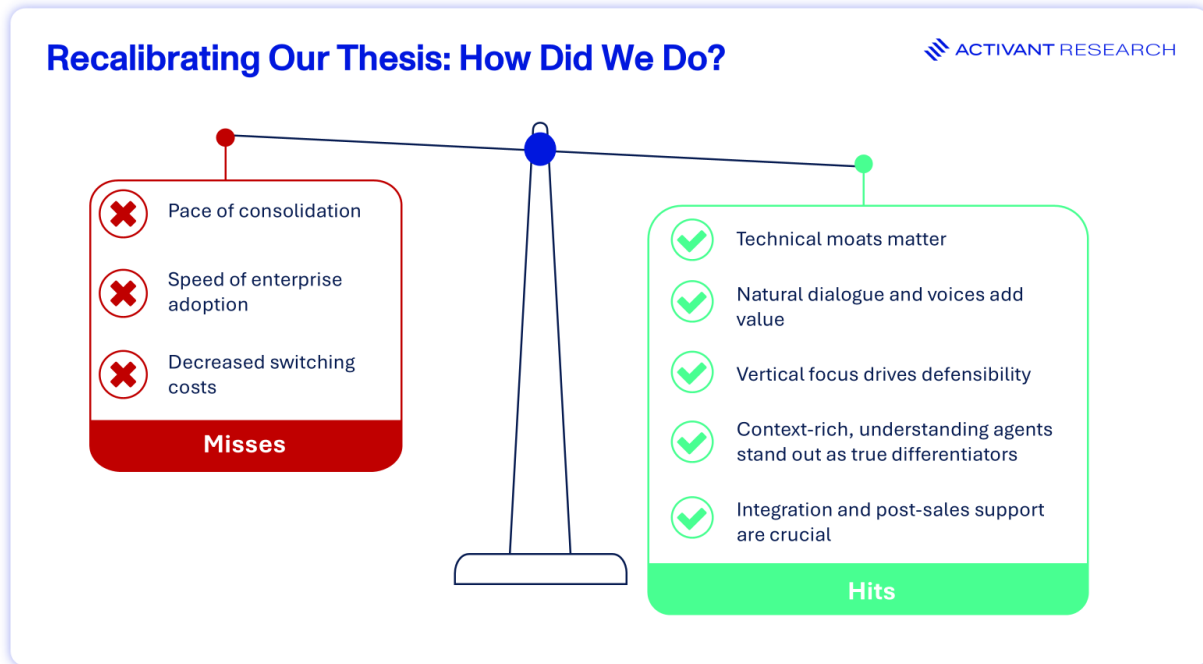 Recalibrating Our Thesis: How Did We Do?
ACTIVANT RESEARCH
Pace of consolidation
Speed of enterprise
adoption
Decreased switching
costs
Misses
Technical moats matter
Natural dialogue and voices add
value
Vertical focus drives defensibility
Context-rich, understanding agents
stand out as true differentiators
Integration and post-sales support
are crucial
Hits